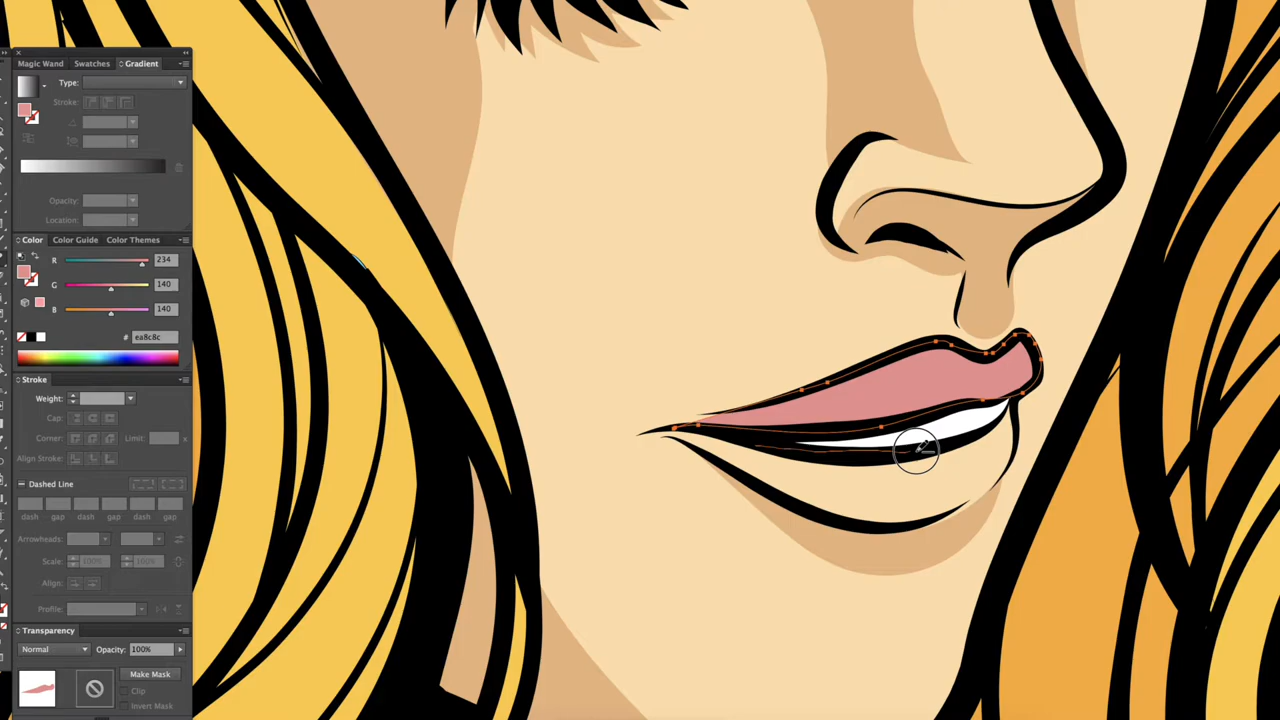 Magic Wand Swatches Gradient
Type:
Stroke:
Opacity:
Location:
Color Color Guide Color Themes
R 234
G 140
B 140
# ea8c8c
Stroke
Weight:
Cap:
Corner: Limit: x
Align Stroke:
Dashed Line
dash gap dash gap dash gap
Arrowheads:
Scale: 100% 100%
Align:
Profile:
Transparency
Normal Opacity: 100%
Make Mask
Clip
Invert Mask